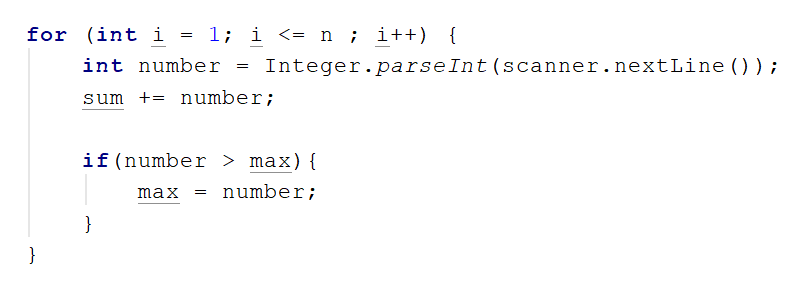 for (int i = 1; i <= n ; i++) {
    int number = Integer.parseInt(scanner.nextLine());
    sum += number;

    if(number > max){
        max = number;
    }
}